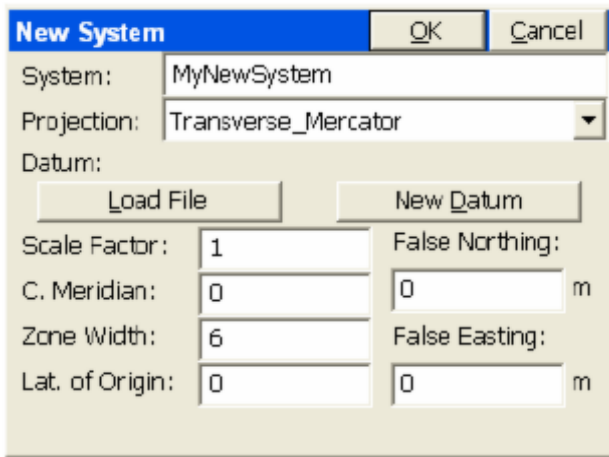 New System OK Cancel
System: MyNewSystem
Projection: Transverse_Mercator
Datum:
Load File New Datum
Scale Factor: 1 False Northing:
C. Meridian: 0 0 m
Zone Width: 6 False Easting:
Lat. of Origin: 0 0 m